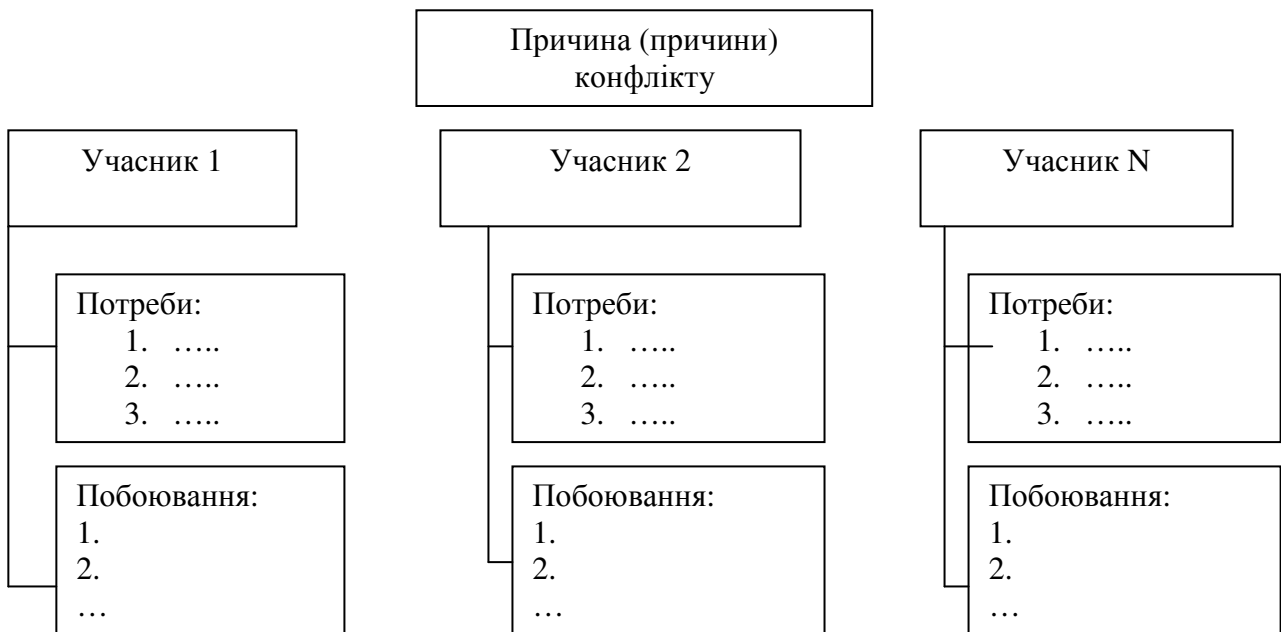 Причина (причини)
конфлікту
Учасник 1
Учасник 2
Учасник N
Потреби:
1. …..
2. …..
3. …..
Потреби:
1. …..
2. …..
3. …..
Потреби:
1. …..
2. …..
3. …..
Побоювання:
1.
2.
…
Побоювання:
1.
2.
…
Побоювання:
1.
2.
…